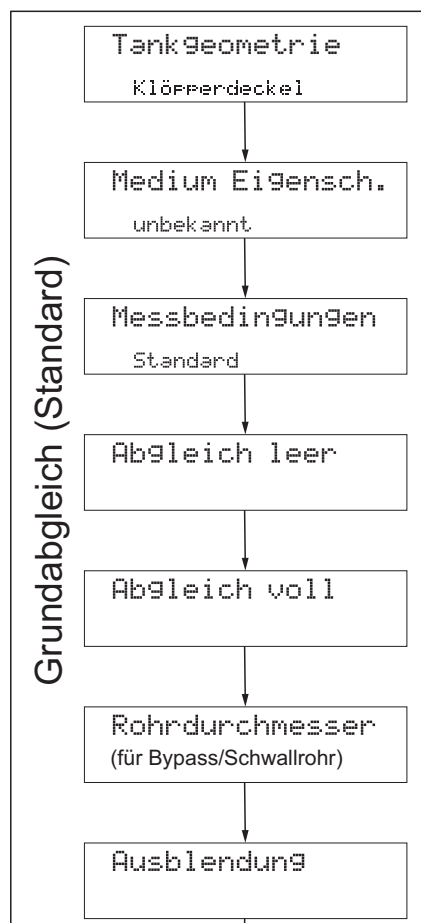 Grundabgleich (Standard)
Tankgeometrie
Klöpperdeckel
Medium Eigensch.
unbekannt
Messbedingungen
Standard
Abgleich leer
Abgleich voll
Rohrdurchmesser
(für Bypass/Schwallrohr)
Ausblendung